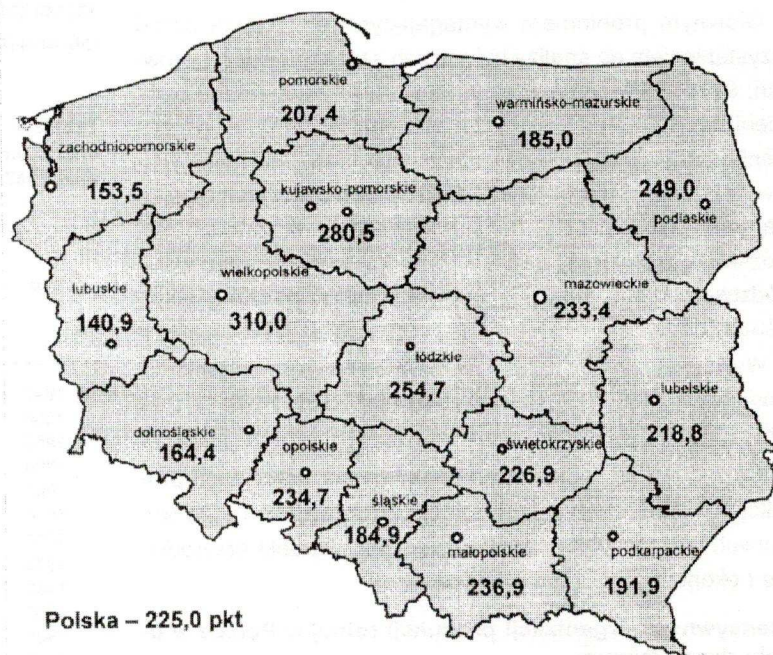 pomorskie
207,4
warmińsko-mazurskie
185,0
zachodniopomorskie
153,5
kujawsko-pomorskie
280,5
249,0
podlaskie
wielkopolskie
310,0
mazowieckie
233,4
lubuskie
140,9
łódzkie
254,7
lubelskie
218,8
dolnośląskie
164,4
opolskie
234,7
świętokrzyskie
226,9
śląskie
184,9
małopolskie
236,9
podkarpackie
191,9
Polska – 225,0 pkt